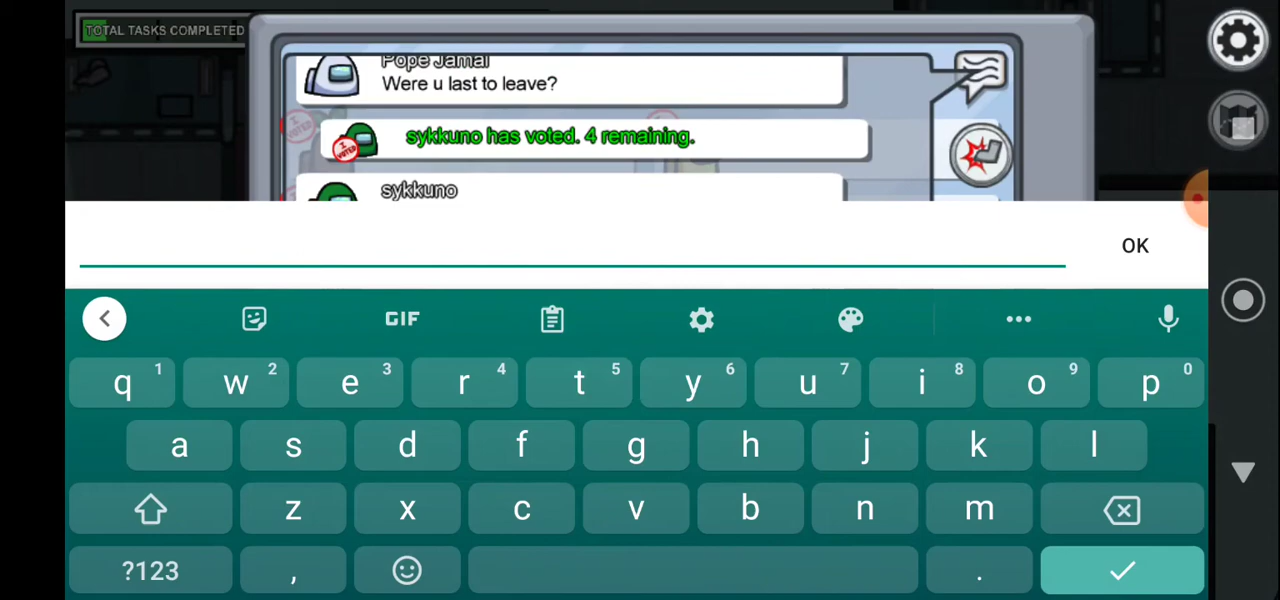 TOTAL TASKS COMPLETED
Pope Jamal
Were u last to leave?
I VOTED
sykkuno has voted. 4 remaining.
sykkuno
OK
GIF
q 1 w 2 e 3 r 4 t 5 y 6 u 7 i 8 o 9 p 0
a s d f g h j k l
z x c v b n m
?123 , .